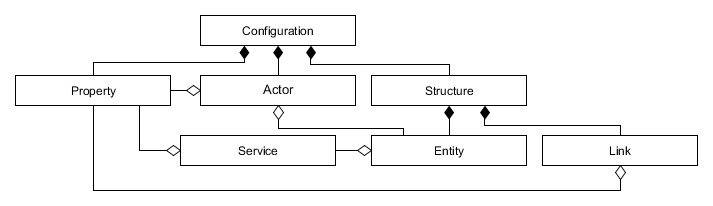 Configuration
Property
Actor
Structure
Service
Entity
Link